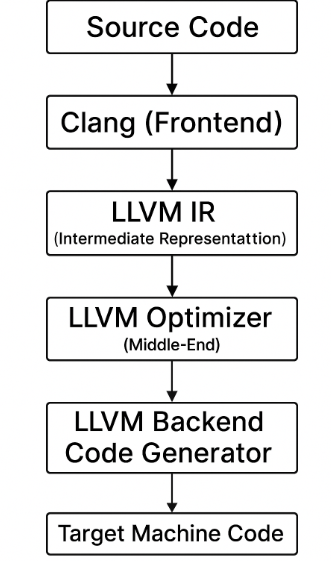 Source Code
Clang (Frontend)
LLVM IR
(Intermediate Representattion)
LLVM Optimizer
(Middle-End)
LLVM Backend
Code Generator
Target Machine Code